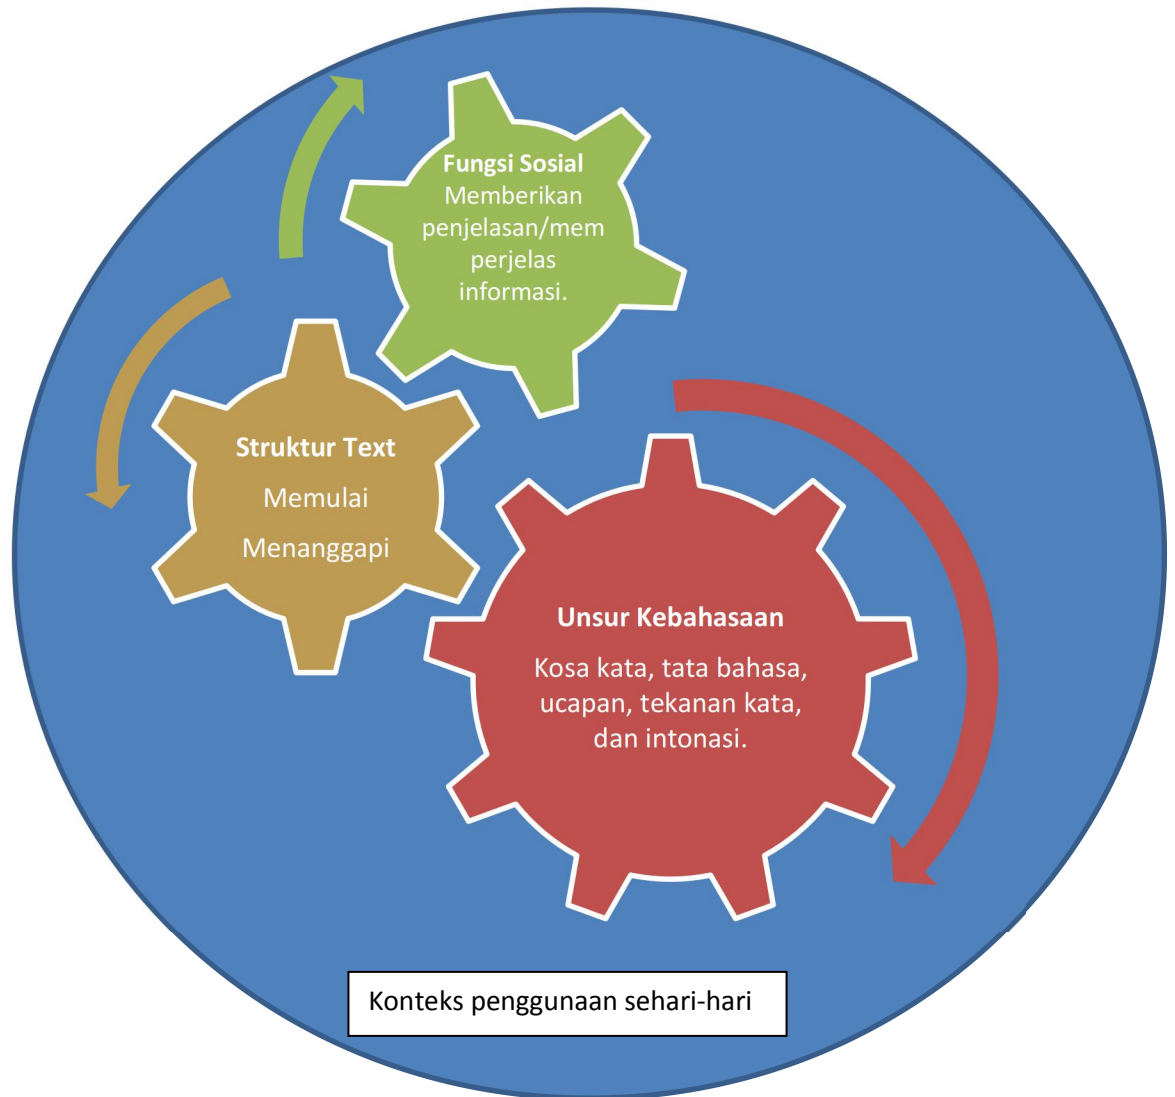 Fungsi Sosial
Memberikan
penjelasan/mem
perjelas
informasi.
Struktur Text
Memulai
Menanggapi
Unsur Kebahasaan
Kosa kata, tata bahasa,
ucapan, tekanan kata,
dan intonasi.
Konteks penggunaan sehari-hari